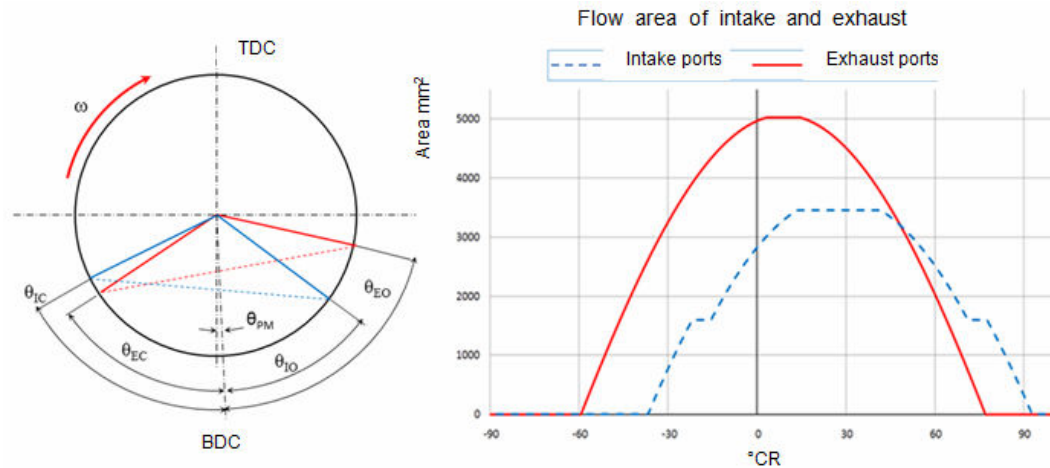 TDC
ω
θIC
θEC
θPM
θIO
θEO
BDC
Flow area of intake and exhaust
Intake ports
Exhaust ports
Area mm²
5000
4000
3000
2000
1000
0
-90
-60
-30
0
30
60
90
°CR